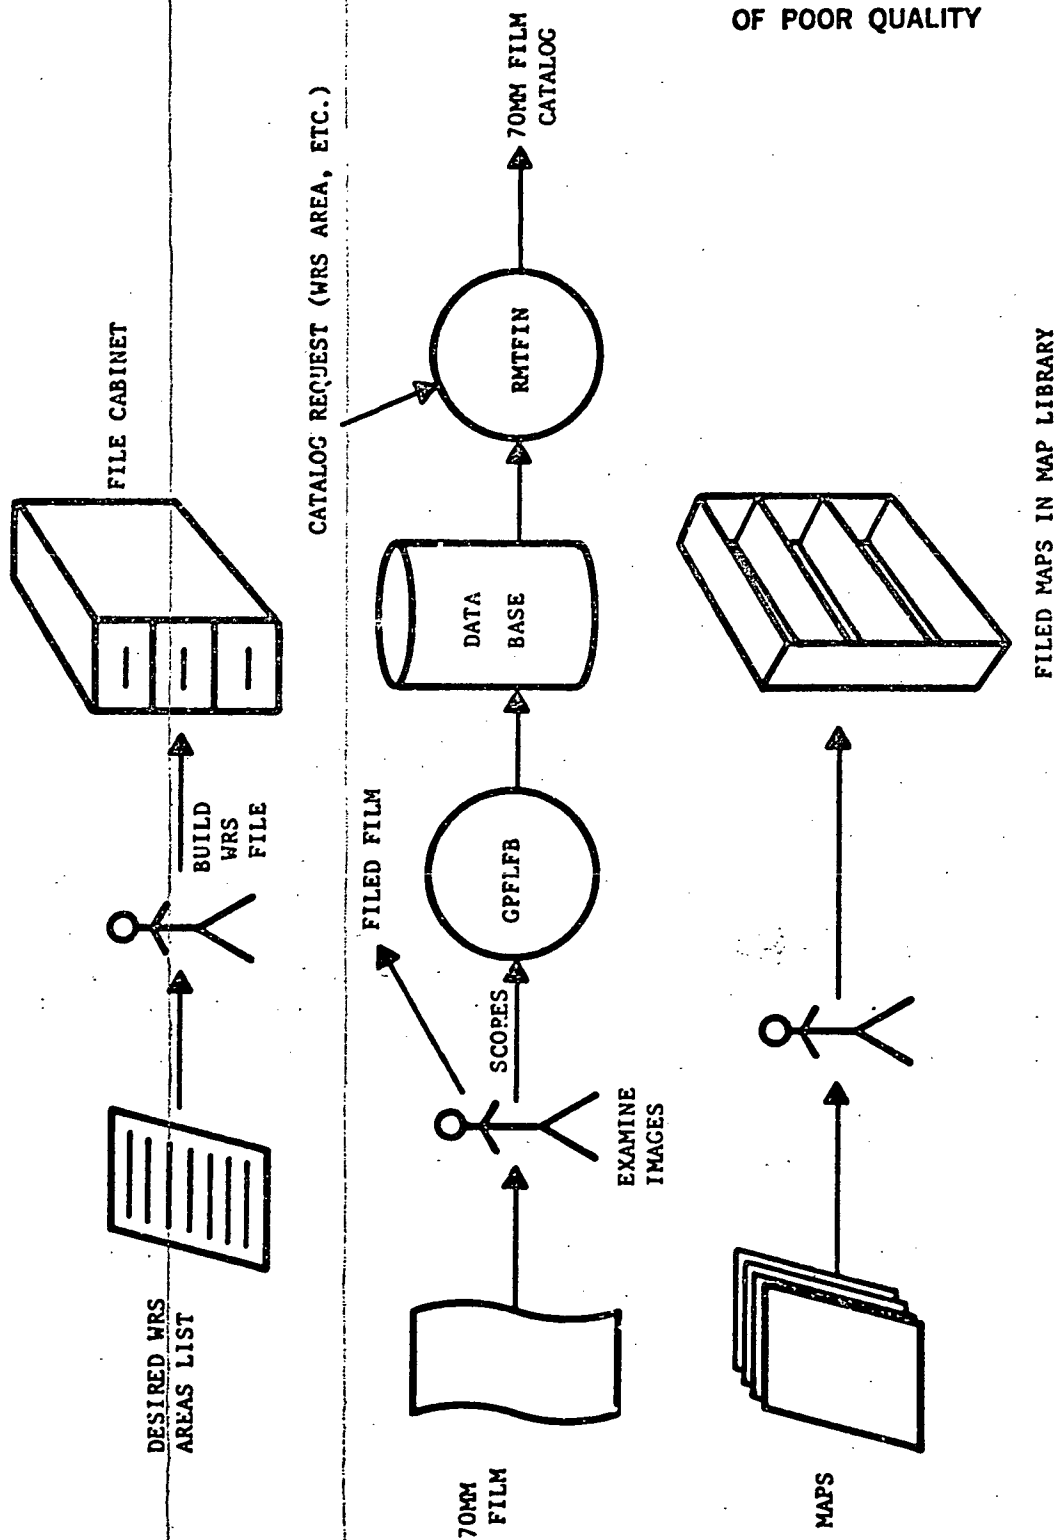 OF POOR QUALITY
DESIRED WRS
AREAS LIST
BUILD
WRS
FILE
FILE CABINET
70MM
FILM
EXAMINE
IMAGES
FILED FILM
SCORES
GPFLFB
DATA
BASE
CATALOG REQUEST (WRS AREA, ETC.)
RMTFIN
70MM FILM
CATALOG
MAPS
FILED MAPS IN MAP LIBRARY